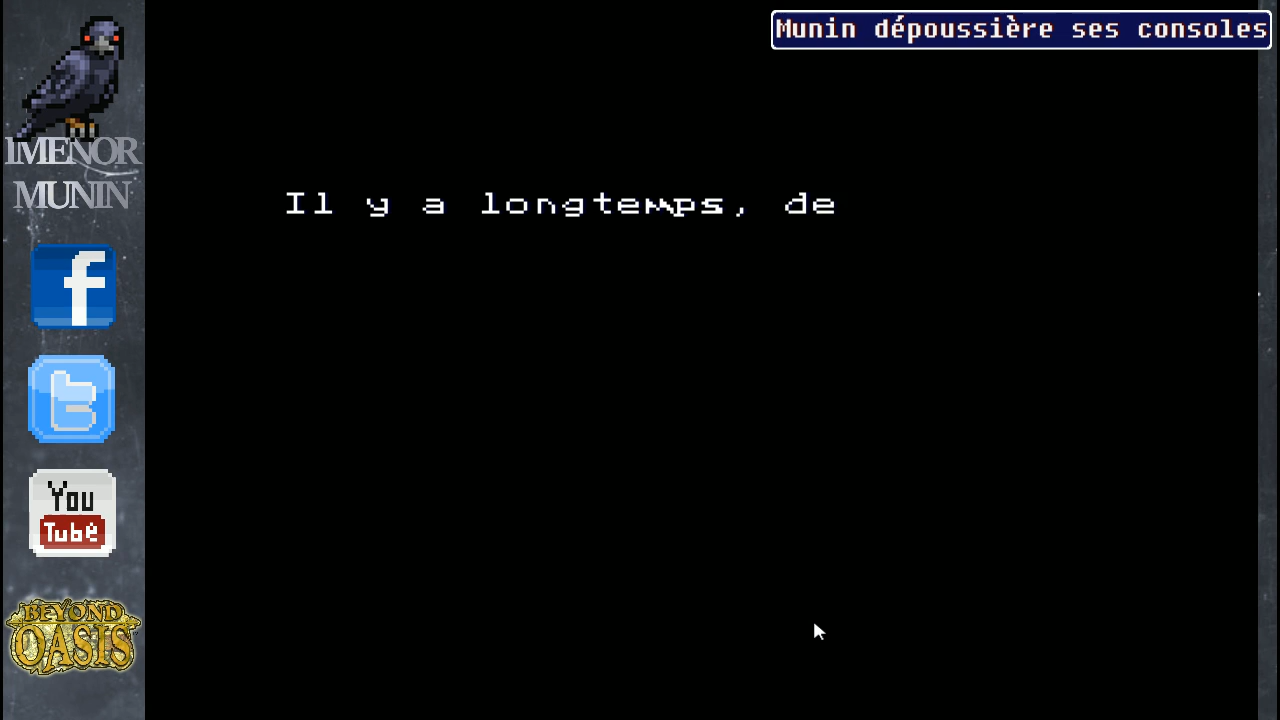 Munin dépoussière ses consoles
IMENOR
MUNIN
Il y a longtemps, de
f
You
Tube
BEYOND
OASIS